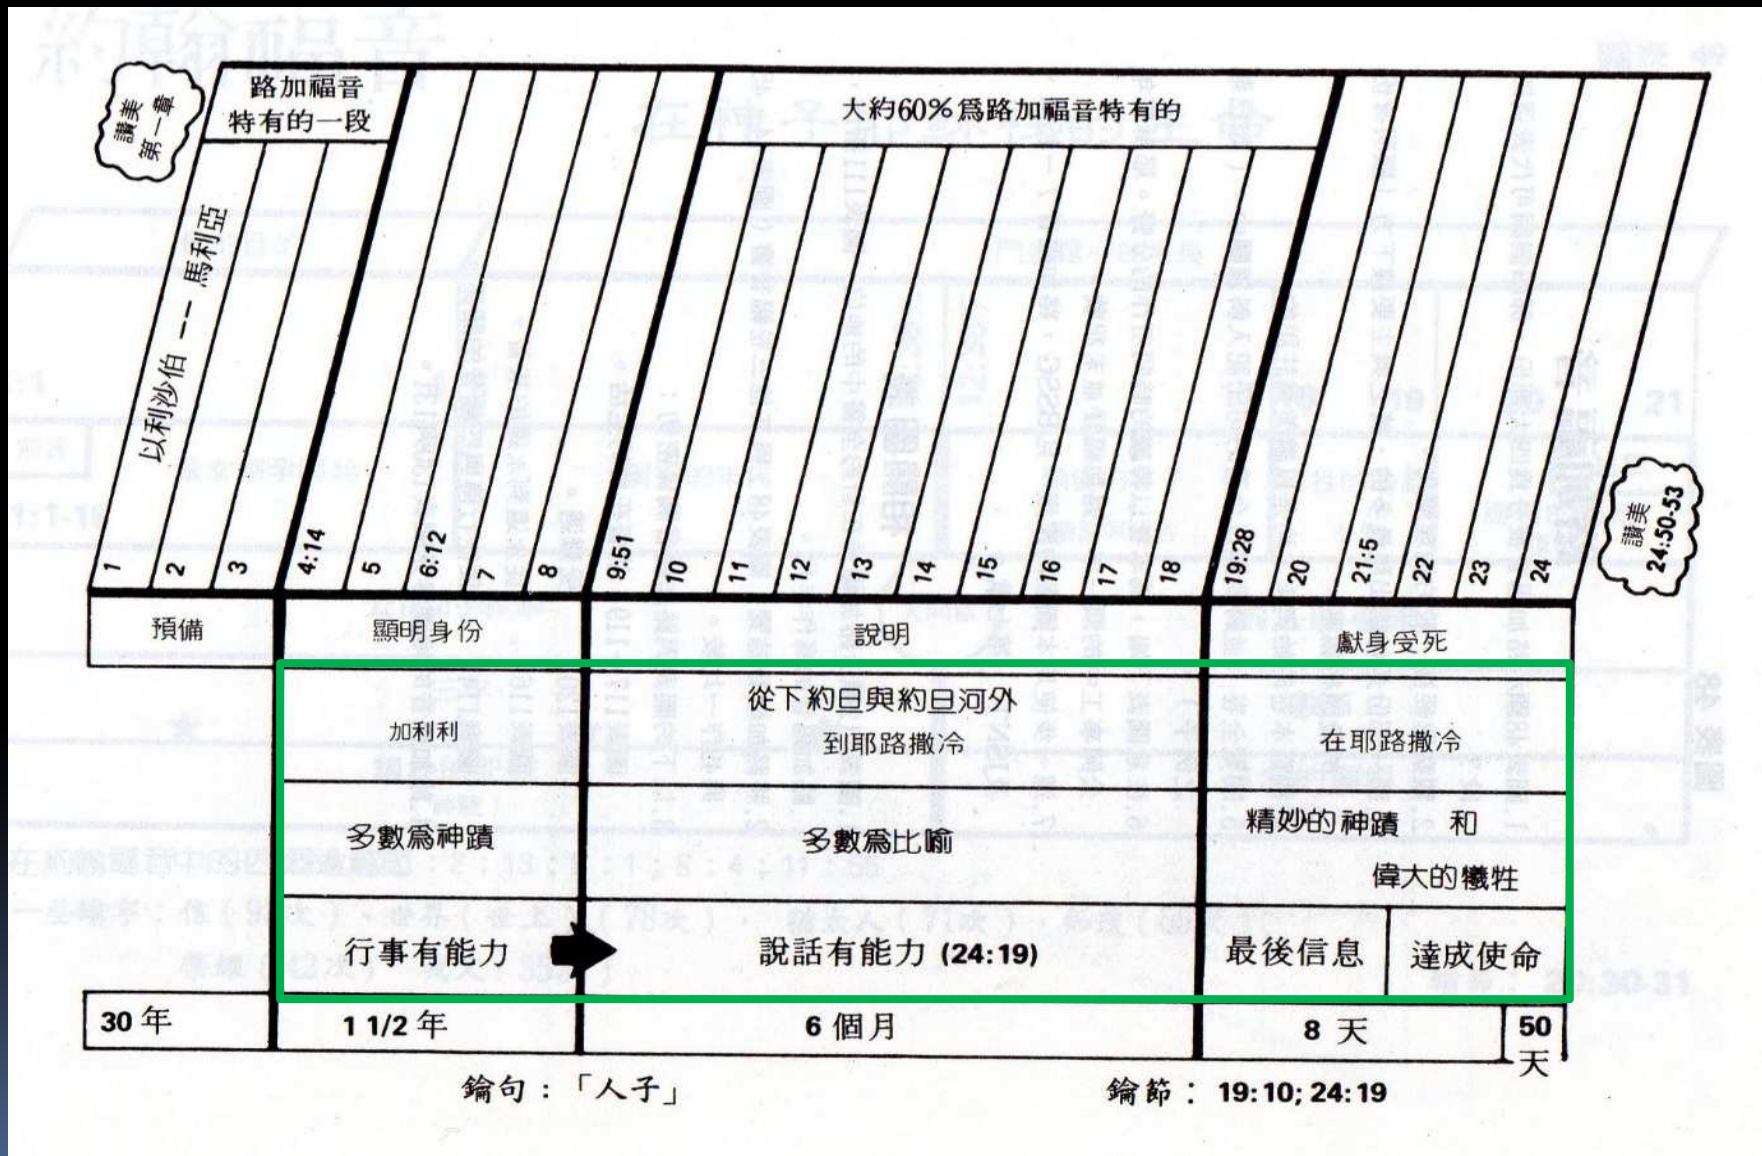 讚美
第一章
路加福音
特有的一段
大約60%爲路加福音特有的
以利沙伯 -- 馬利亞
讚美
24:50-53
1
2
3
4:14
5
6:12
7
8
9:51
10
11
12
13
14
15
16
17
18
19:28
20
21:5
22
23
24
預備
顯明身份
說明
獻身受死
加利利
從下約旦與約旦河外
到耶路撒冷
在耶路撒冷
多數爲神蹟
多數爲比喻
精妙的神蹟 和
偉大的犧牲
行事有能力
說話有能力 (24:19)
最後信息
達成使命
30 年
1 1/2 年
6 個月
8 天
50
天
鑰句：「人子」
鑰節：19:10; 24:19